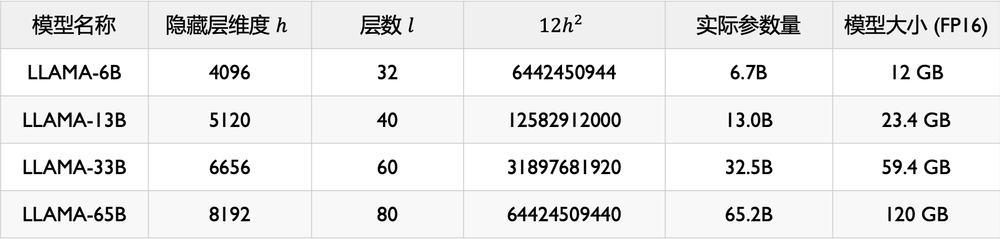 模型名称 隐藏层维度 h 层数 l 12h² 实际参数量 模型大小 (FP16)
LLAMA-6B 4096 32 6442450944 6.7B 12 GB
LLAMA-13B 5120 40 12582912000 13.0B 23.4 GB
LLAMA-33B 6656 60 31897681920 32.5B 59.4 GB
LLAMA-65B 8192 80 64424509440 65.2B 120 GB